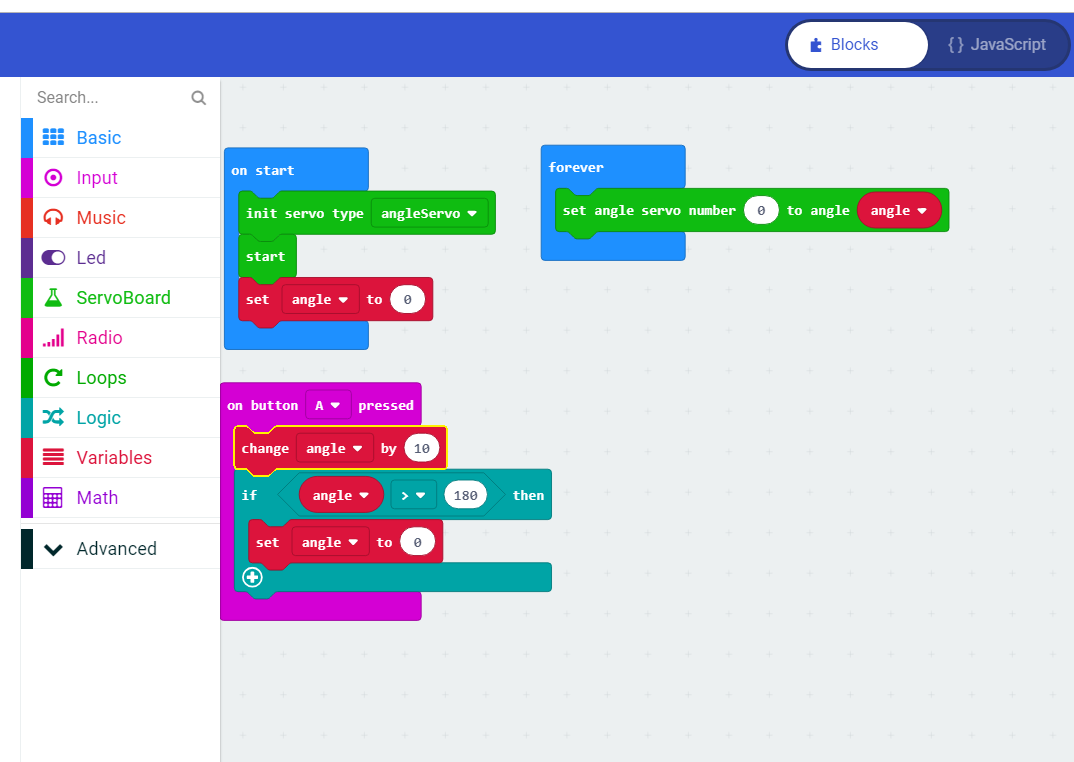 Blocks
{ } JavaScript
Search...
Basic
Input
Music
Led
ServoBoard
Radio
Loops
Logic
Variables
Math
Advanced
on start
init servo type angleServo
start
set angle to 0
forever
set angle servo number 0 to angle angle
on button A pressed
change angle by 10
if angle > 180 then
set angle to 0